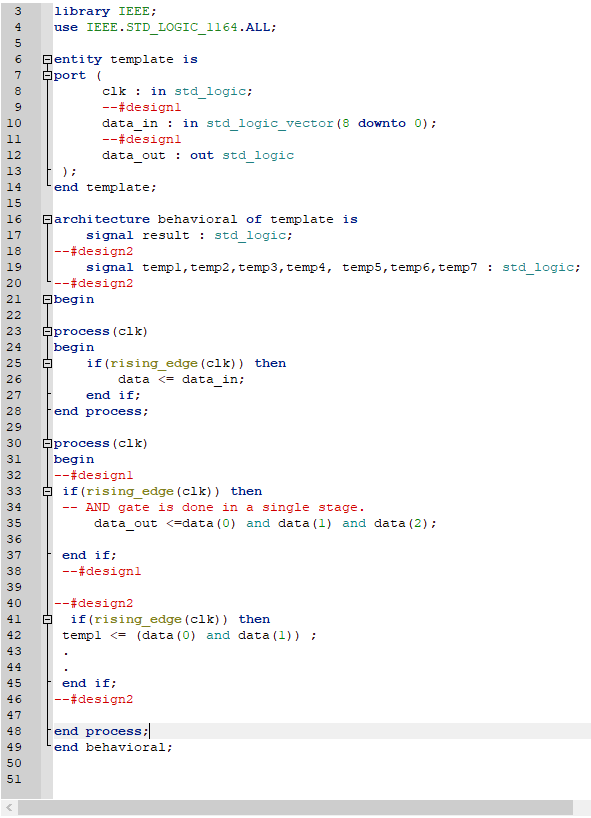 3 library IEEE;
4 use IEEE.STD_LOGIC_1164.ALL;
5
6 entity template is
7 port (
8 clk : in std_logic;
9 --#design1
10 data_in : in std_logic_vector(8 downto 0);
11 --#design1
12 data_out : out std_logic
13 );
14 end template;
15
16 architecture behavioral of template is
17 signal result : std_logic;
18 --#design2
19 signal temp1,temp2,temp3,temp4, temp5,temp6,temp7 : std_logic;
20 --#design2
21 begin
22
23 process(clk)
24 begin
25 if(rising_edge(clk)) then
26 data <= data_in;
27 end if;
28 end process;
29
30 process(clk)
31 begin
32 --#design1
33 if(rising_edge(clk)) then
34 -- AND gate is done in a single stage.
35 data_out <=data(0) and data(1) and data(2);
36
37 end if;
38 --#design1
39
40 --#design2
41 if(rising_edge(clk)) then
42 temp1 <= (data(0) and data(1)) ;
43 .
44 .
45 end if;
46 --#design2
47
48 end process;
49 end behavioral;
50
51